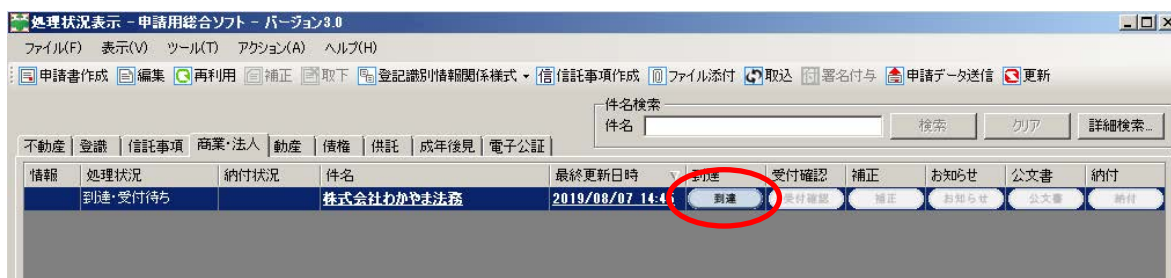 処理状況表示 - 申請用総合ソフト - バージョン3.0
ファイル(F) 表示(V) ツール(T) アクション(A) ヘルプ(H)
申請書作成 編集 再利用 補正 取下 登記識別情報関係様式 信 信託事項作成 ファイル添付 取込 署名付与 申請データ送信 更新
件名検索
件名 検索 クリア 詳細検索...
不動産 登識 信託事項 商業・法人 動産 債権 供託 成年後見 電子公証
情報 処理状況 納付状況 件名 最終更新日時 到達 受付確認 補正 お知らせ 公文書 納付
到達・受付待ち 株式会社わかやま法務 2019/08/07 14:45 到達 受付確認 補正 お知らせ 公文書 納付